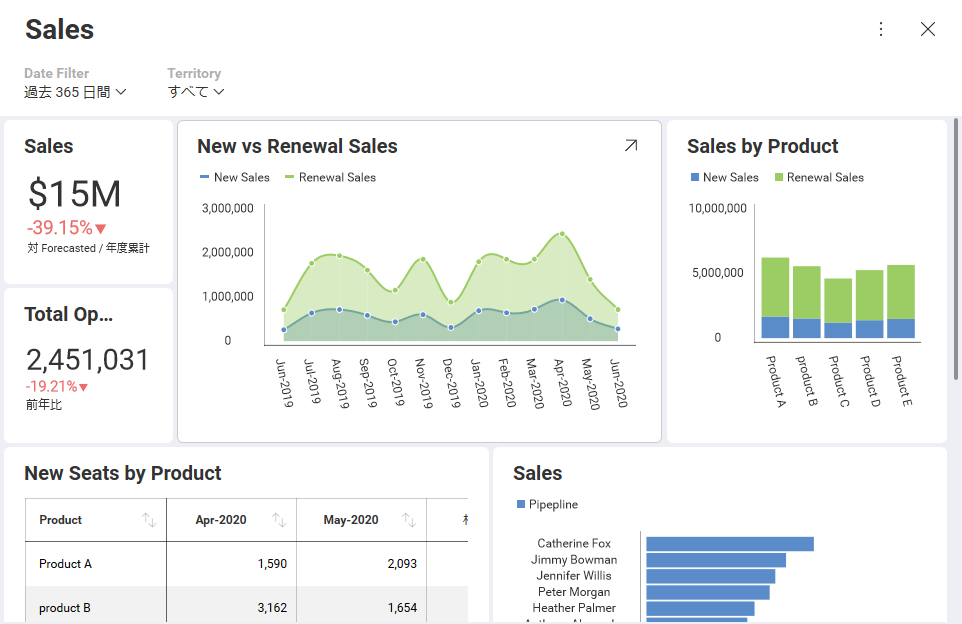 Sales
Date Filter
過去 365 日間
Territory
すべて
Sales
$15M
-39.15%▼
対 Forecasted / 年度累計
Total Op...
2,451,031
-19.21%▼
前年比
New vs Renewal Sales
New Sales
Renewal Sales
3,000,000
2,000,000
1,000,000
0
Jun-2019
Jul-2019
Aug-2019
Sep-2019
Oct-2019
Nov-2019
Dec-2019
Jan-2020
Feb-2020
Mar-2020
Apr-2020
May-2020
Jun-2020
Sales by Product
New Sales
Renewal Sales
10,000,000
5,000,000
0
Product A
product B
Product C
Product D
Product E
New Seats by Product
Product Apr-2020 May-2020
Product A 1,590 2,093
product B 3,162 1,654
Sales
Pipepline
Catherine Fox
Jimmy Bowman
Jennifer Willis
Peter Morgan
Heather Palmer